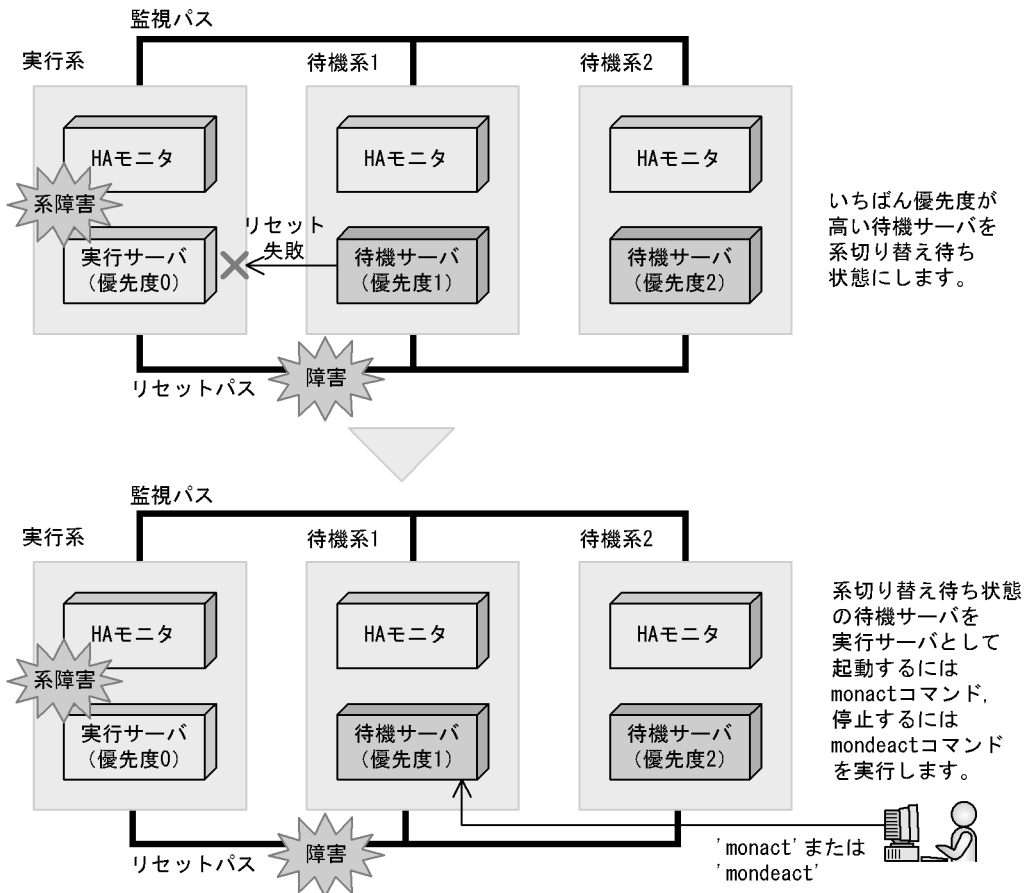 監視パス
実行系
待機系1
待機系2
HAモニタ
HAモニタ
HAモニタ
系障害
リセット
失敗
実行サーバ
(優先度0)
待機サーバ
(優先度1)
待機サーバ
(優先度2)
いちばん優先度が
高い待機サーバを
系切り替え待ち
状態にします。
リセットパス
障害
監視パス
実行系
待機系1
待機系2
HAモニタ
HAモニタ
HAモニタ
系障害
実行サーバ
(優先度0)
待機サーバ
(優先度1)
待機サーバ
(優先度2)
系切り替え待ち状態
の待機サーバを
実行サーバとして
起動するには
monactコマンド,
停止するには
mondeactコマンド
を実行します。
リセットパス
障害
'monact'または
'mondeact'